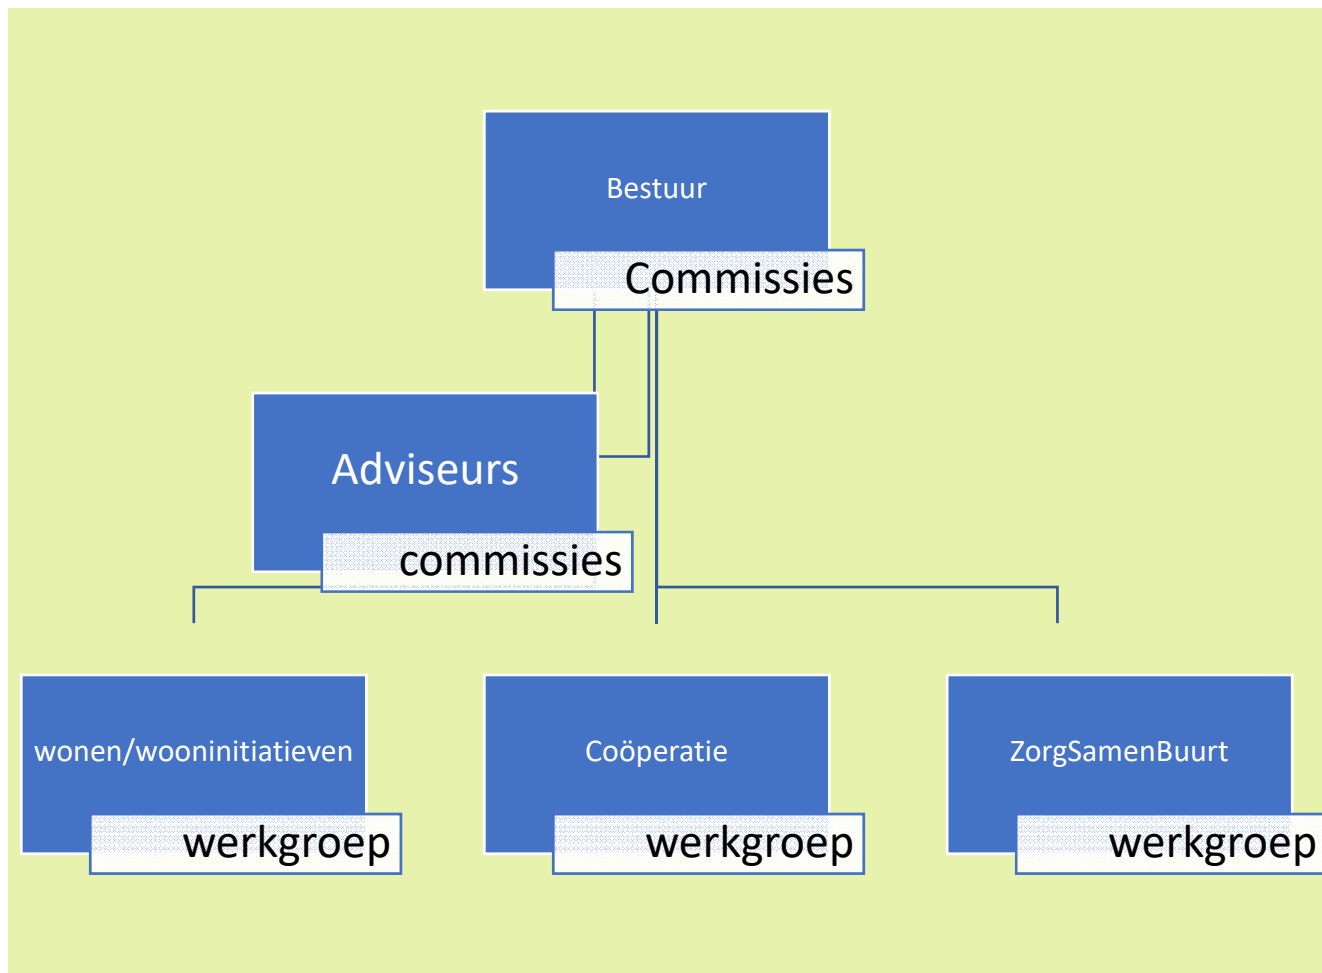 Bestuur
Commissies
Adviseurs
commissies
wonen/wooninitiatieven
werkgroep
Coöperatie
werkgroep
ZorgSamenBuurt
werkgroep